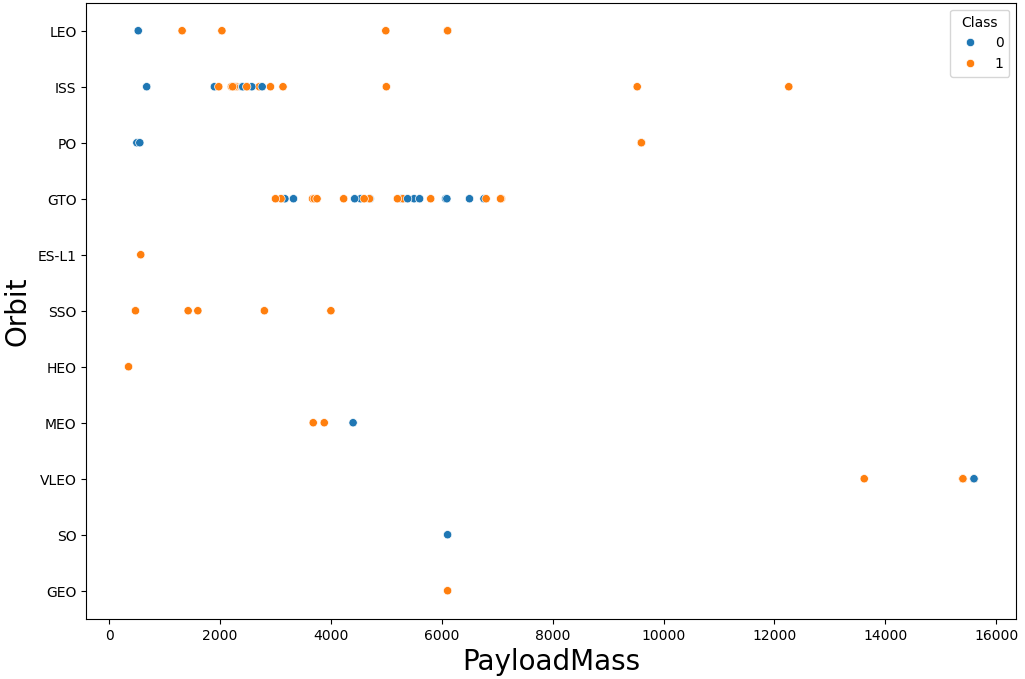 Class
0
1
LEO
ISS
PO
GTO
ES-L1
SSO
HEO
MEO
VLEO
SO
GEO
Orbit
0 2000 4000 6000 8000 10000 12000 14000 16000
PayloadMass